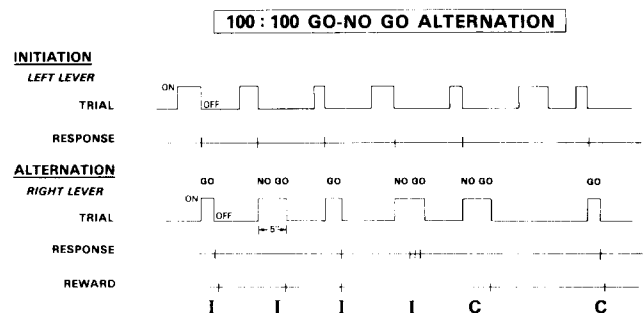 100 : 100 GO-NO GO ALTERNATION
INITIATION
LEFT LEVER
ON
TRIAL
OFF
RESPONSE
ALTERNATION
RIGHT LEVER
GO NO GO GO NO GO NO GO GO
ON
TRIAL
OFF
5"
RESPONSE
REWARD
I I I I C C